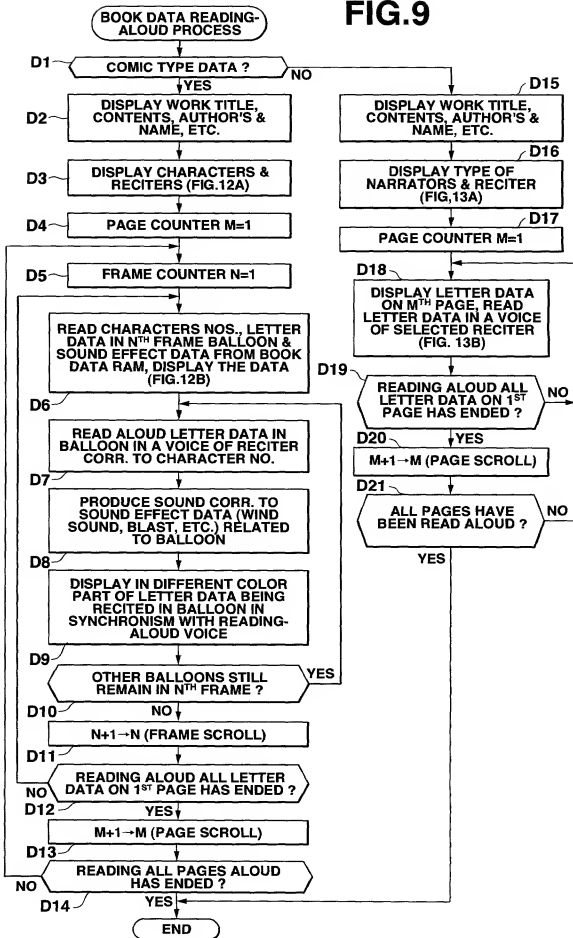 FIG.9
BOOK DATA READING-
ALOUD PROCESS
D1
COMIC TYPE DATA ?
NO
YES
D2
DISPLAY WORK TITLE,
CONTENTS, AUTHOR'S &
NAME, ETC.
D3
DISPLAY CHARACTERS &
RECITERS (FIG.12A)
D4
PAGE COUNTER M=1
D5
FRAME COUNTER N=1
READ CHARACTERS NOS., LETTER
DATA IN NTH FRAME BALLOON &
SOUND EFFECT DATA FROM BOOK
DATA RAM, DISPLAY THE DATA
(FIG.12B)
D6
READ ALOUD LETTER DATA IN
BALLOON IN A VOICE OF RECITER
CORR. TO CHARACTER NO.
D7
PRODUCE SOUND CORR. TO
SOUND EFFECT DATA (WIND
SOUND, BLAST, ETC.) RELATED
TO BALLOON
D8
DISPLAY IN DIFFERENT COLOR
PART OF LETTER DATA BEING
RECITED IN BALLOON IN
SYNCHRONISM WITH READING-
ALOUD VOICE
D9
OTHER BALLOONS STILL
REMAIN IN NTH FRAME ?
YES
D10
NO
N+1→N (FRAME SCROLL)
D11
READING ALOUD ALL LETTER
DATA ON 1ST PAGE HAS ENDED ?
NO
D12
YES
M+1→M (PAGE SCROLL)
D13
READING ALL PAGES ALOUD
HAS ENDED ?
NO
D14
YES
END
D15
DISPLAY WORK TITLE,
CONTENTS, AUTHOR'S &
NAME, ETC.
D16
DISPLAY TYPE OF
NARRATORS & RECITER
(FIG,13A)
D17
PAGE COUNTER M=1
D18
DISPLAY LETTER DATA
ON MTH PAGE, READ
LETTER DATA IN A VOICE
OF SELECTED RECITER
(FIG. 13B)
D19
READING ALOUD ALL
LETTER DATA ON 1ST
PAGE HAS ENDED ?
NO
D20
YES
M+1→M (PAGE SCROLL)
D21
ALL PAGES HAVE
BEEN READ ALOUD ?
NO
YES